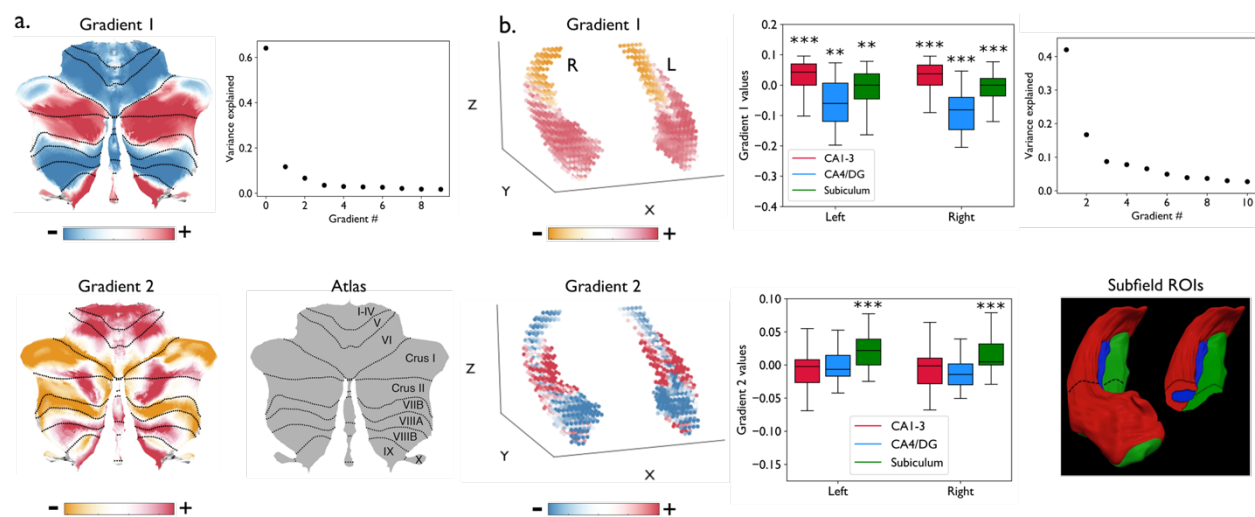 a.
Gradient 1
Variance explained
0.6
0.4
0.2
0.0
0 2 4 6 8
Gradient #
- +
Gradient 2
- +
Atlas
I-IV
V
VI
Crus I
Crus II
VIIB
VIIIA
VIIIB
IX
X
b.
Gradient 1
R L
Z
Y
X
- +
Gradient 1 values
0.2
0.1
0.0
−0.1
−0.2
−0.3
−0.4
*** ** ** *** *** ***
CA1-3
CA4/DG
Subiculum
Left Right
Variance explained
0.4
0.3
0.2
0.1
0.0
0 2 4 6 8 10
Gradient #
Gradient 2
Z
Y
X
- +
Gradient 2 values
0.10
0.05
0.00
−0.05
−0.10
−0.15
*** ***
CA1-3
CA4/DG
Subiculum
Left Right
Subfield ROIs